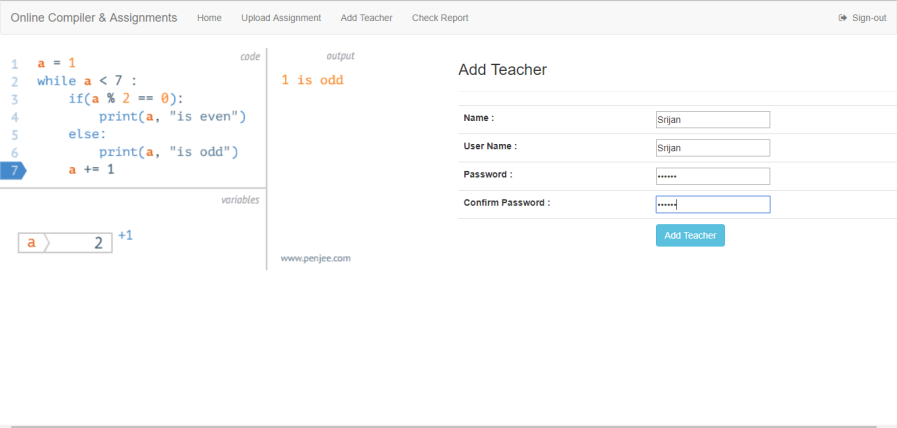 Online Compiler & Assignments Home Upload Assignment Add Teacher Check Report Sign-out
code
1 a = 1
2 while a < 7 :
3 if(a % 2 == 0):
4 print(a, "is even")
5 else:
6 print(a, "is odd")
7 a += 1
variables
a 2 +1
output
1 is odd
www.penjee.com
Add Teacher
Name : Srijan
User Name : Srijan
Password : ••••••
Confirm Password : ••••••
Add Teacher